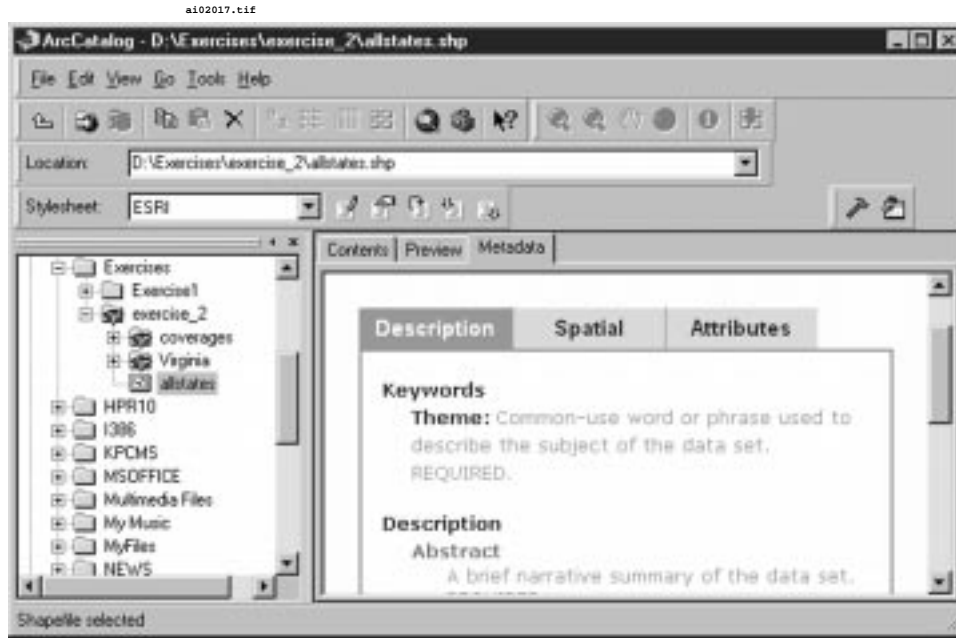 ai02017.tif
ArcCatalog - D:\Exercises\exercise_2\allstates.shp
File Edit View Go Tools Help
Location: D:\Exercises\exercise_2\allstates.shp
Stylesheet: ESRI
Contents Preview Metadata
Exercises
Exercise1
exercise_2
coverages
Virginia
allstates
HPR10
I386
KPCMS
MSOFFICE
Multimedia Files
My Music
MyFiles
NEWS
Description Spatial Attributes
Keywords
Theme: Common-use word or phrase used to
describe the subject of the data set.
REQUIRED.
Description
Abstract
A brief narrative summary of the data set.
Shapefile selected